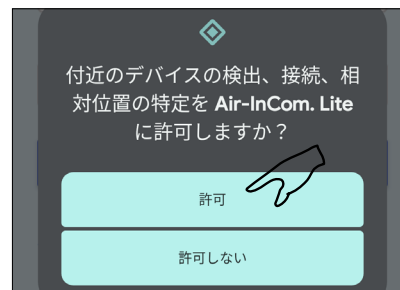 付近のデバイスの検出、接続、相
対位置の特定を Air-InCom. Lite
に許可しますか？
許可
許可しない